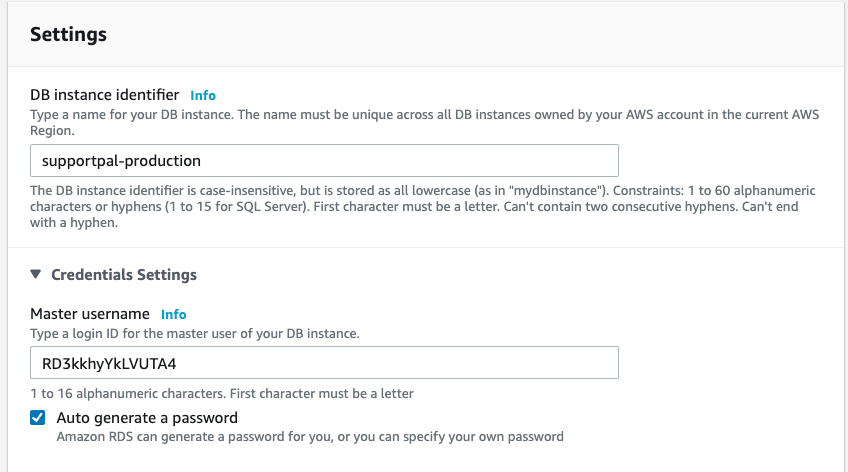 Settings
DB instance identifier Info
Type a name for your DB instance. The name must be unique across all DB instances owned by your AWS account in the current AWS
Region.
supportpal-production
The DB instance identifier is case-insensitive, but is stored as all lowercase (as in "mydbinstance"). Constraints: 1 to 60 alphanumeric
characters or hyphens (1 to 15 for SQL Server). First character must be a letter. Can't contain two consecutive hyphens. Can't end
with a hyphen.
Credentials Settings
Master username Info
Type a login ID for the master user of your DB instance.
RD3kkhyYkLVUTA4
1 to 16 alphanumeric characters. First character must be a letter
Auto generate a password
Amazon RDS can generate a password for you, or you can specify your own password